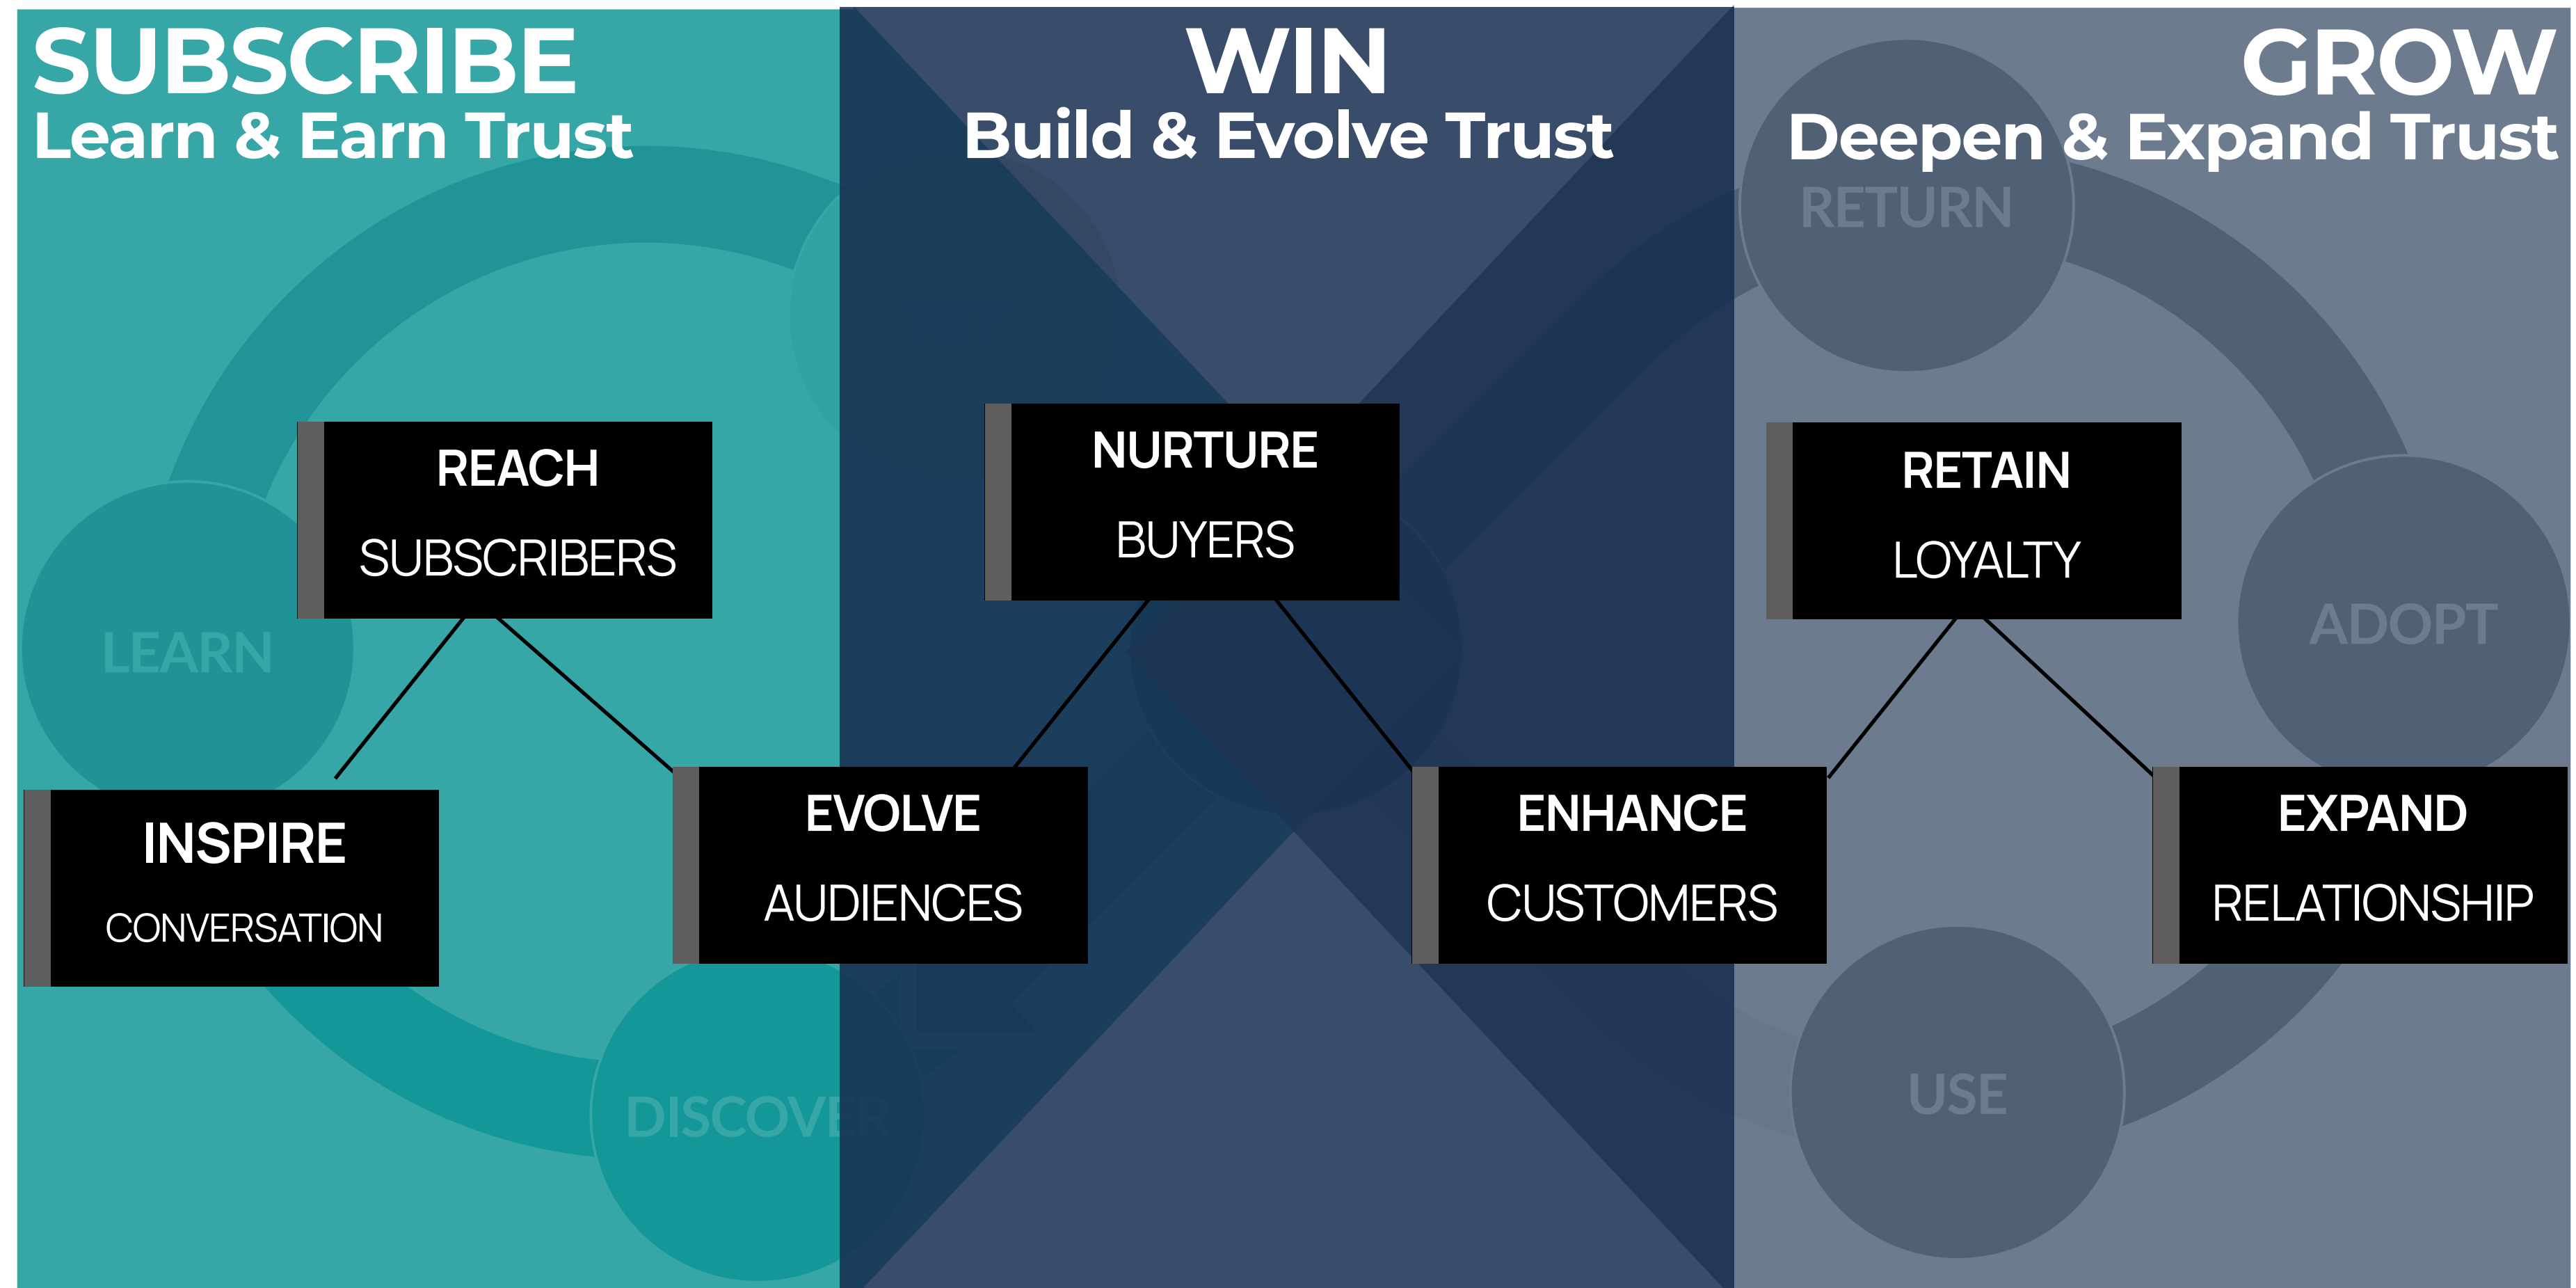 SUBSCRIBE
Learn & Earn Trust
WIN
Build & Evolve Trust
GROW
Deepen & Expand Trust
RETURN
REACH
SUBSCRIBERS
NURTURE
BUYERS
RETAIN
LOYALTY
LEARN
ADOPT
INSPIRE
CONVERSATION
EVOLVE
AUDIENCES
ENHANCE
CUSTOMERS
EXPAND
RELATIONSHIP
DISCOVER
USE